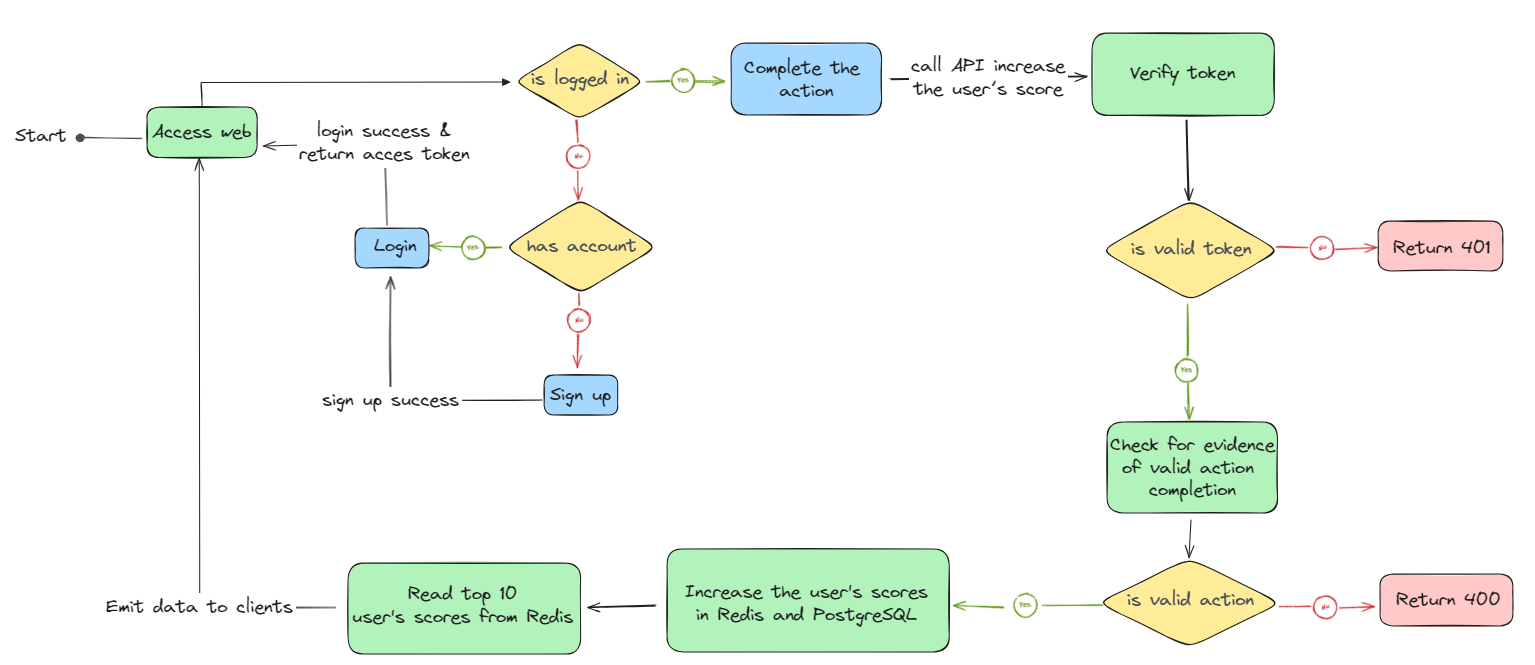 Start
Access web
is logged in
Yes
Complete the
action
call API increase
the user's score
Verify token
login success &
return acces token
No
Login
Yes
has account
is valid token
No
Return 401
No
Yes
sign up success
Sign up
Check for evidence
of valid action
completion
Emit data to clients
Read top 10
user's scores from Redis
Increase the user's scores
in Redis and PostgreSQL
Yes
is valid action
No
Return 400